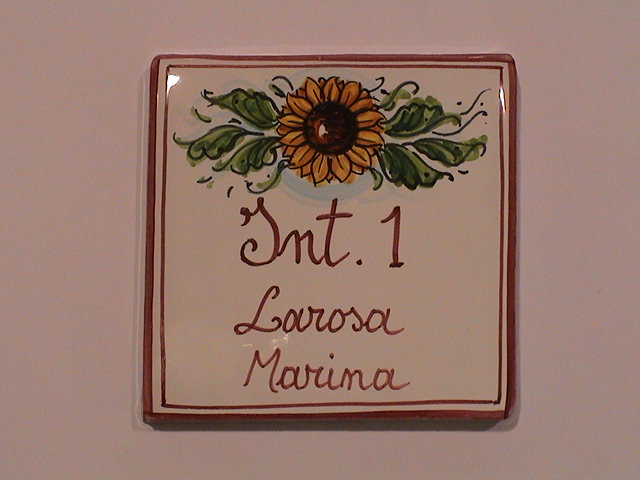 Int. 1
Larosa
Marina